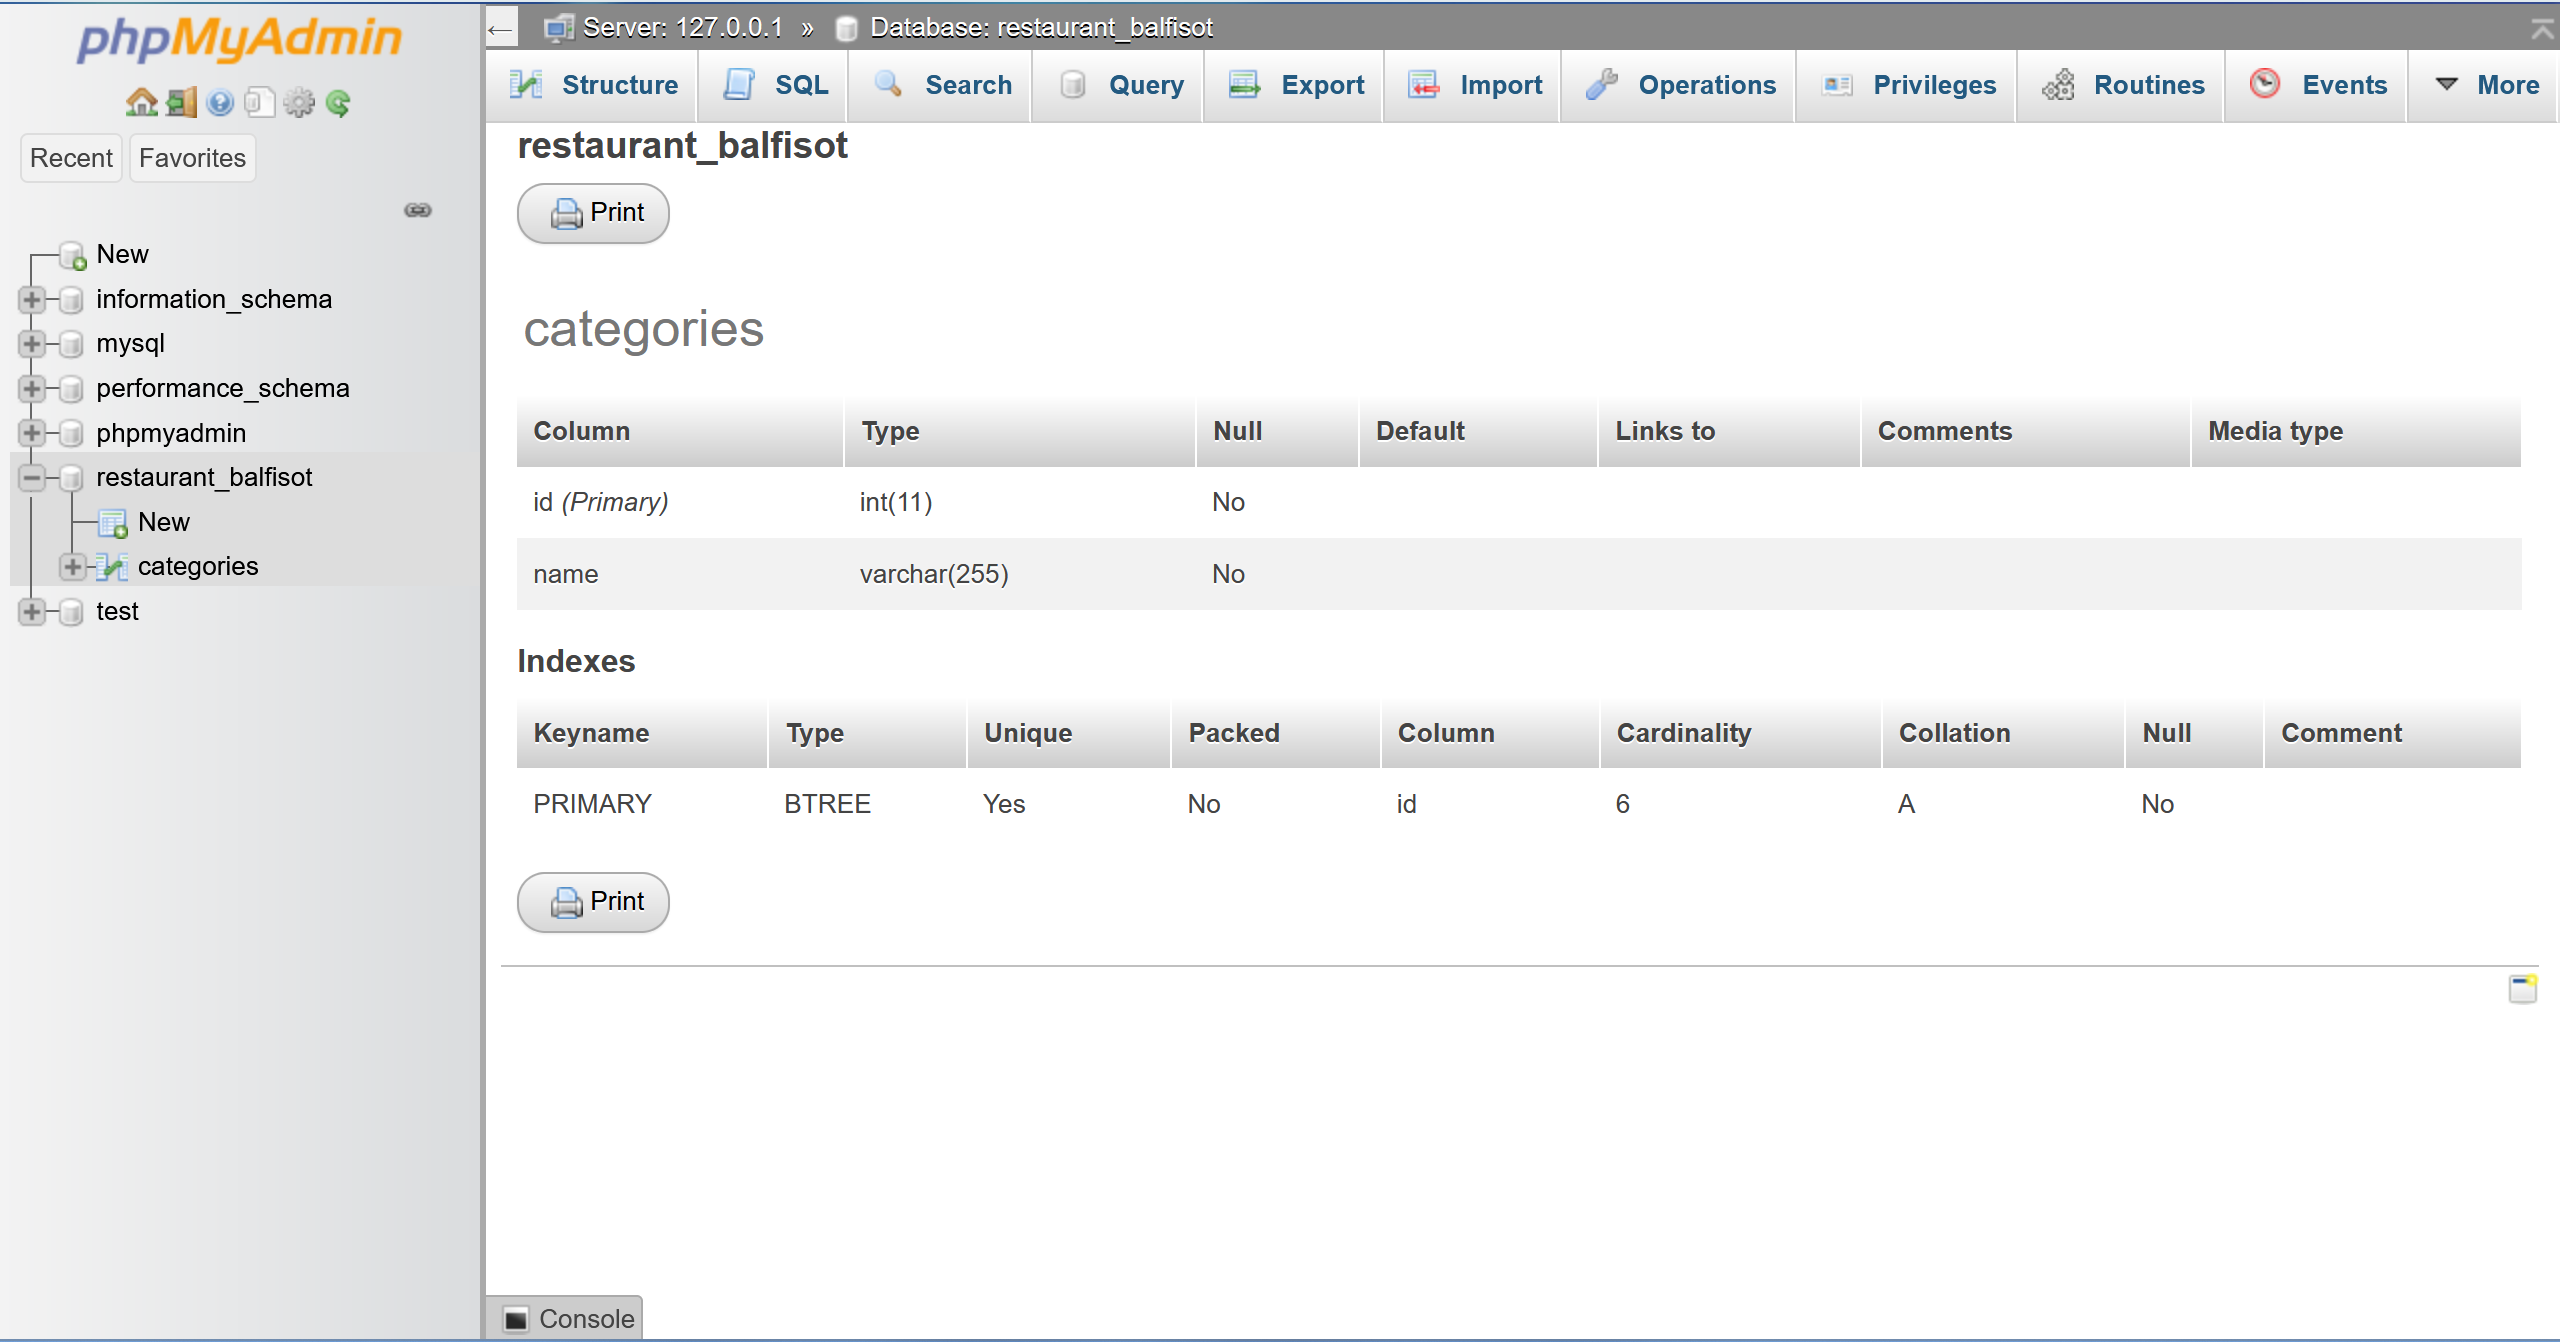 phpMyAdmin
Recent Favorites
New
information_schema
mysql
performance_schema
phpmyadmin
restaurant_balfisot
New
categories
test
Server: 127.0.0.1 » Database: restaurant_balfisot
Structure SQL Search Query Export Import Operations Privileges Routines Events More
restaurant_balfisot
Print
categories
Column Type Null Default Links to Comments Media type
id (Primary) int(11) No
name varchar(255) No
Indexes
Keyname Type Unique Packed Column Cardinality Collation Null Comment
PRIMARY BTREE Yes No id 6 A No
Print
Console